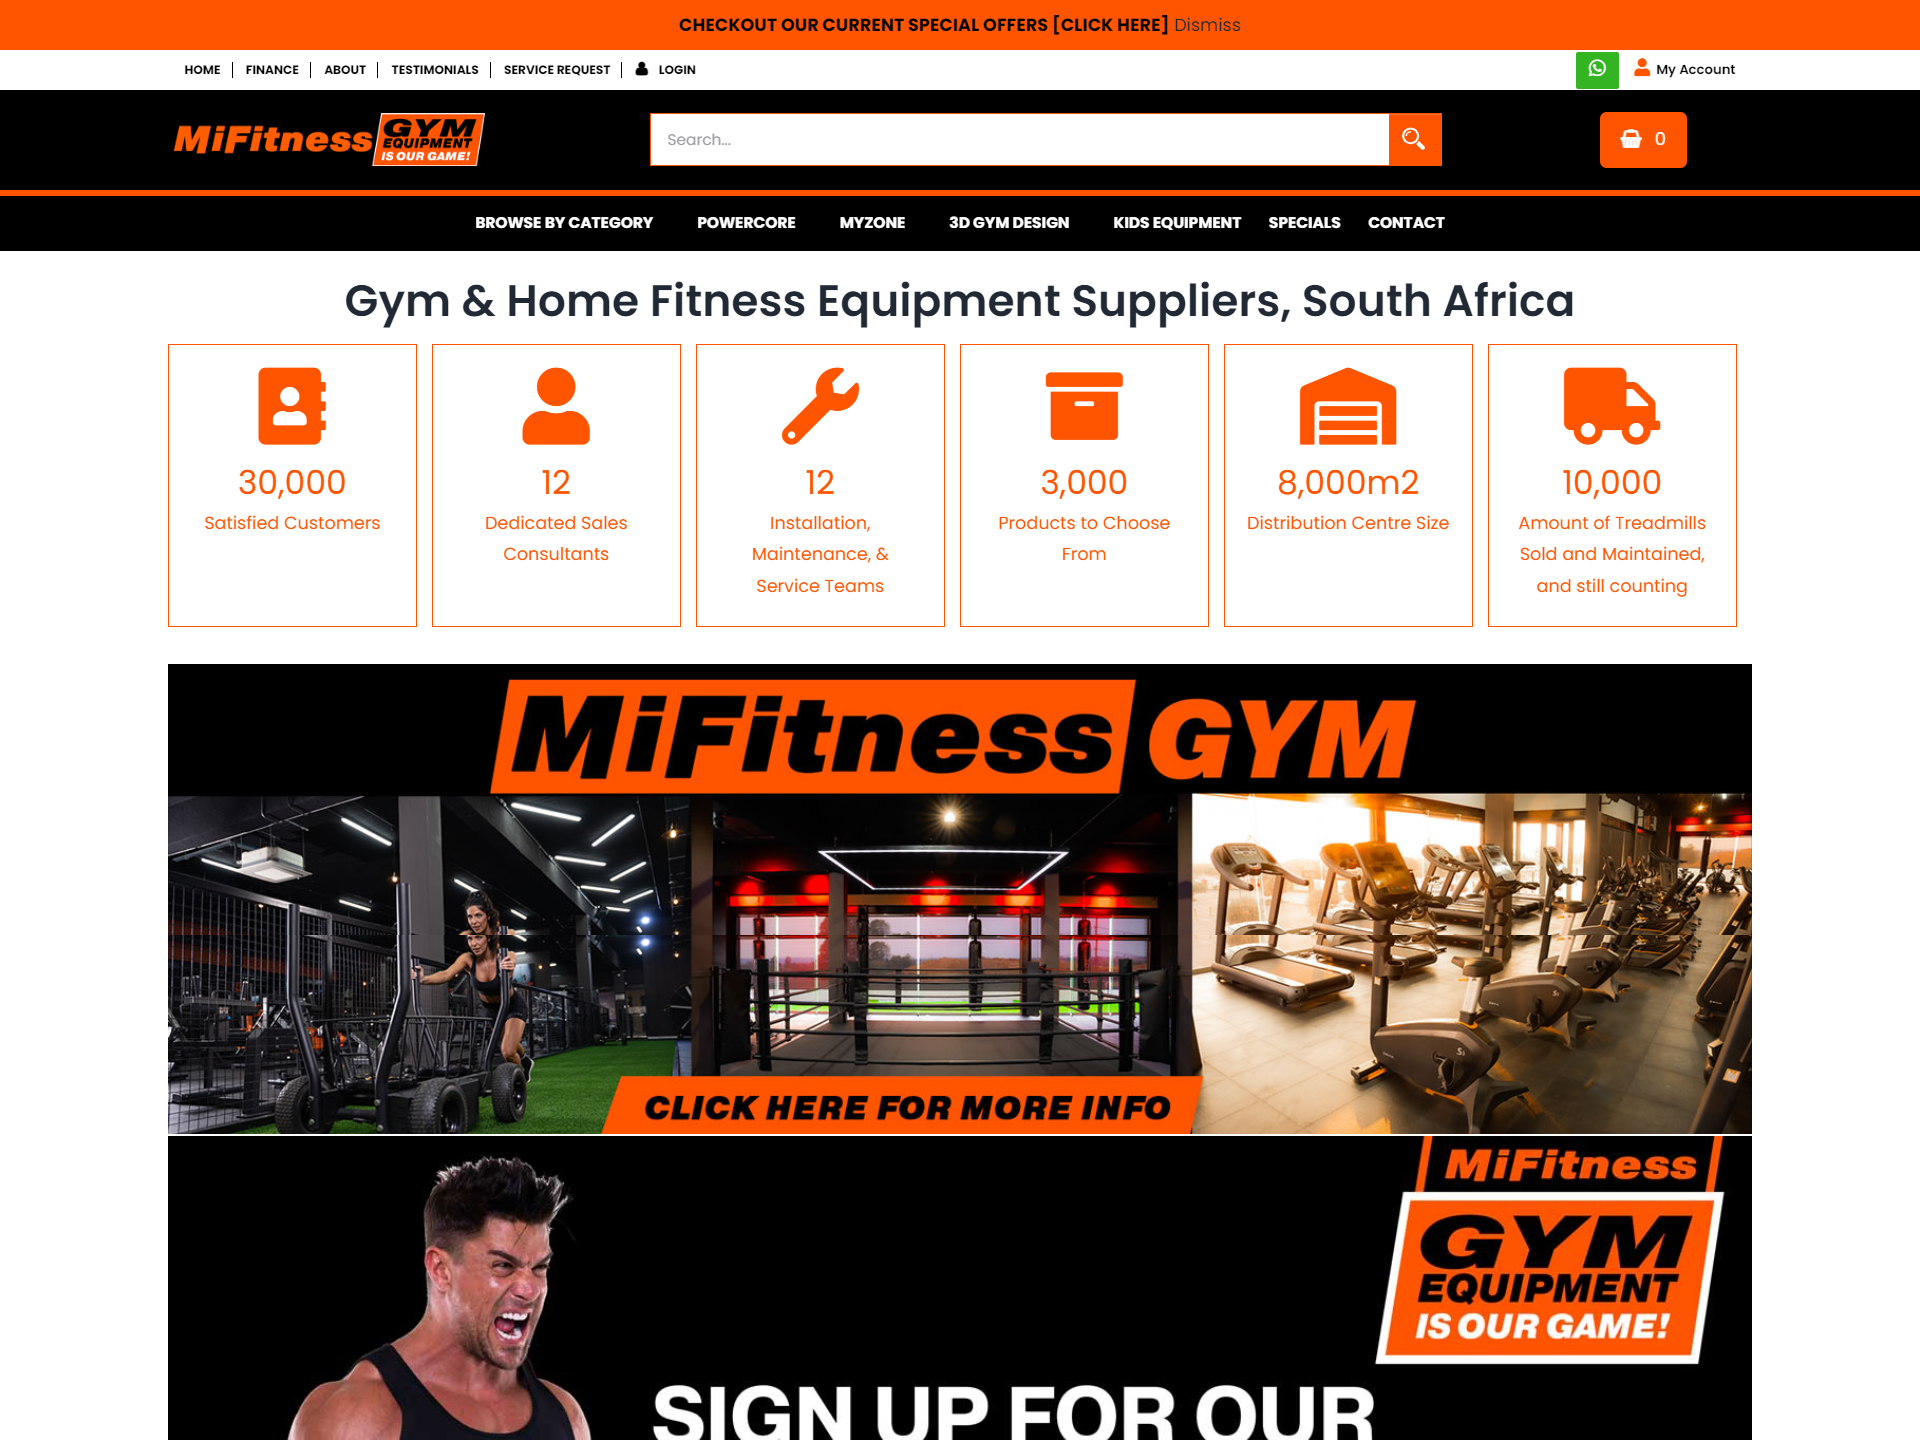 CHECKOUT OUR CURRENT SPECIAL OFFERS [CLICK HERE] Dismiss
HOME
FINANCE
ABOUT
TESTIMONIALS
SERVICE REQUEST
LOGIN
My Account
MiFitness
GYM
EQUIPMENT
IS OUR GAME!
Search...
0
BROWSE BY CATEGORY
POWERCORE
MYZONE
3D GYM DESIGN
KIDS EQUIPMENT
SPECIALS
CONTACT
Gym & Home Fitness Equipment Suppliers, South Africa
30,000
Satisfied Customers
12
Dedicated Sales
Consultants
12
Installation,
Maintenance, &
Service Teams
3,000
Products to Choose
From
8,000m2
Distribution Centre Size
10,000
Amount of Treadmills
Sold and Maintained,
and still counting
MiFitness GYM
CLICK HERE FOR MORE INFO
MiFitness
GYM
EQUIPMENT
IS OUR GAME!
SIGN UP FOR OUR